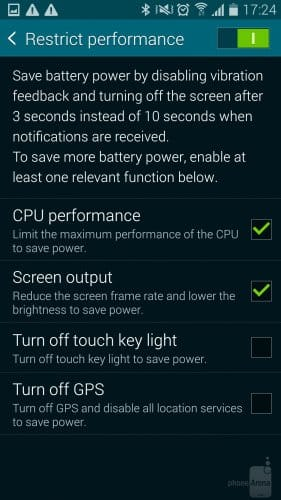 17:24
Restrict performance
Save battery power by disabling vibration
feedback and turning off the screen after
3 seconds instead of 10 seconds when
notifications are received.
To save more battery power, enable at
least one relevant function below.
CPU performance
Limit the maximum performance of the CPU
to save power.
Screen output
Reduce the screen frame rate and lower the
brightness to save power.
Turn off touch key light
Turn off touch key light to save power.
Turn off GPS
Turn off GPS and disable all location services
to save power.
phoneArena